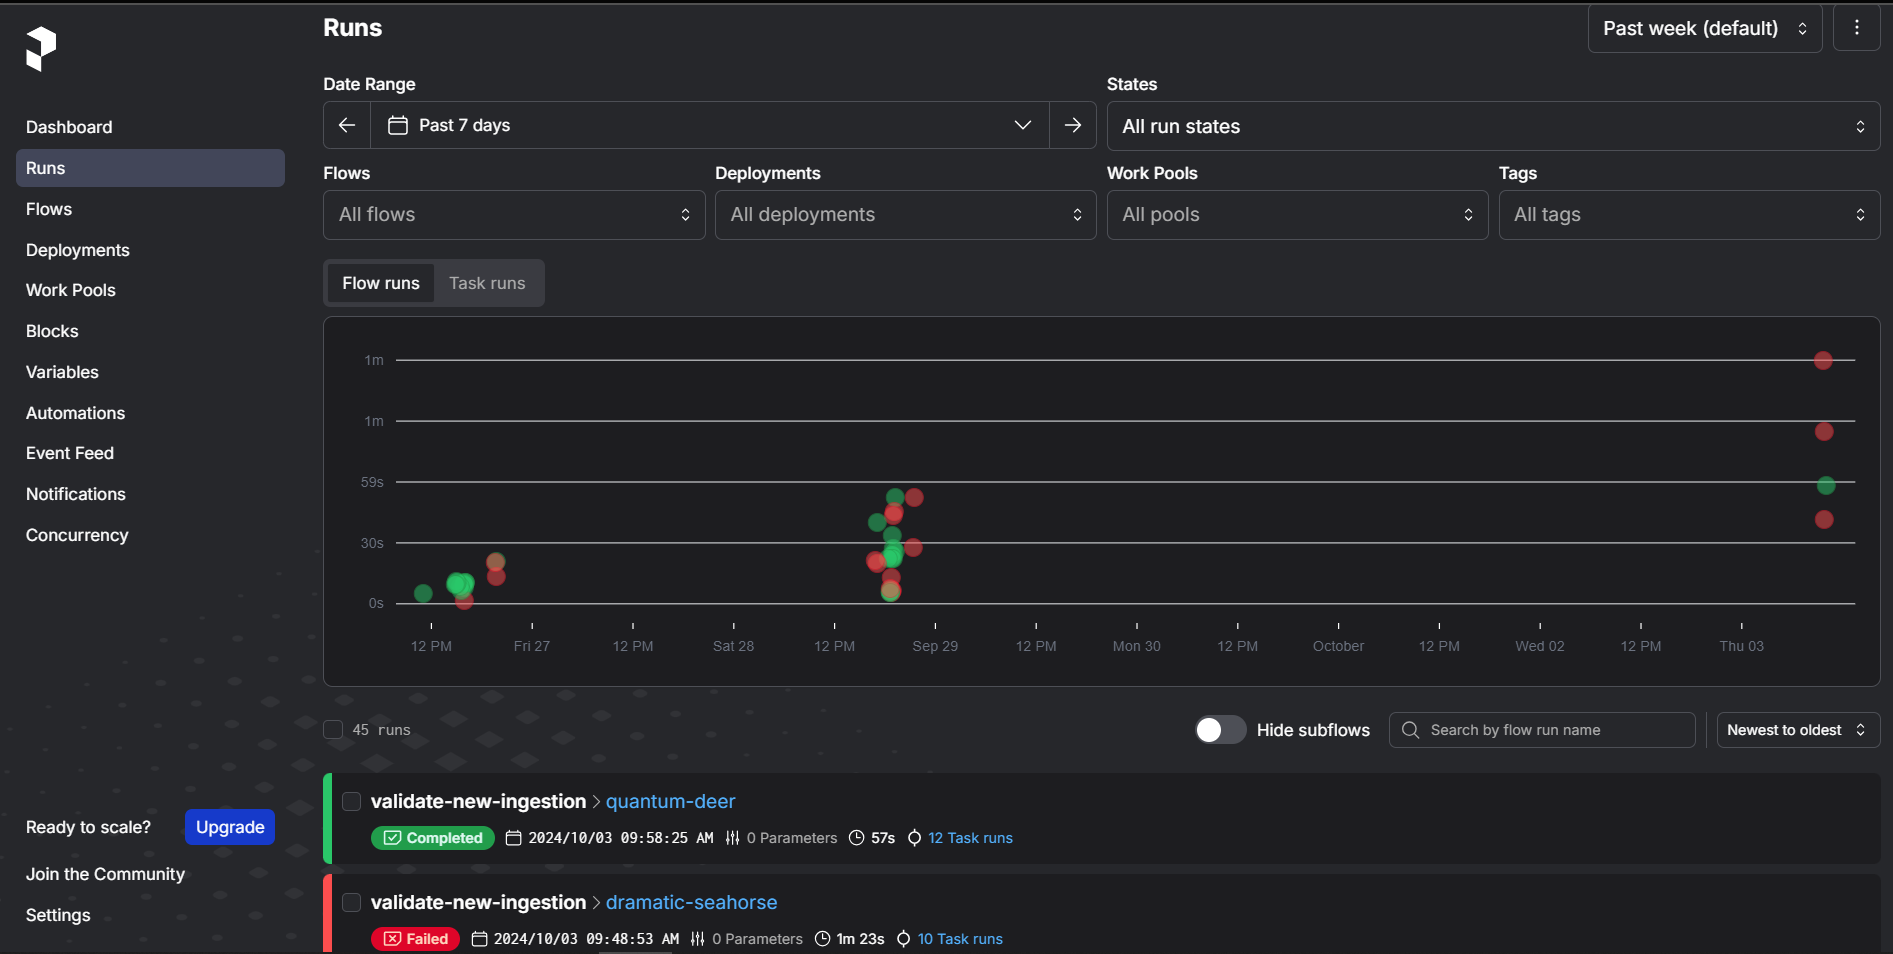 Runs
Past week (default)
Dashboard
Runs
Flows
Deployments
Work Pools
Blocks
Variables
Automations
Event Feed
Notifications
Concurrency
Ready to scale? Upgrade
Join the Community
Settings
Date Range
Past 7 days
States
All run states
Flows
All flows
Deployments
All deployments
Work Pools
All pools
Tags
All tags
Flow runs Task runs
1m
1m
59s
30s
0s
12 PM Fri 27 12 PM Sat 28 12 PM Sep 29 12 PM Mon 30 12 PM October 12 PM Wed 02 12 PM Thu 03
45 runs Hide subflows Search by flow run name Newest to oldest
validate-new-ingestion > quantum-deer
Completed 2024/10/03 09:58:25 AM 0 Parameters 57s 12 Task runs
validate-new-ingestion > dramatic-seahorse
Failed 2024/10/03 09:48:53 AM 0 Parameters 1m 23s 10 Task runs